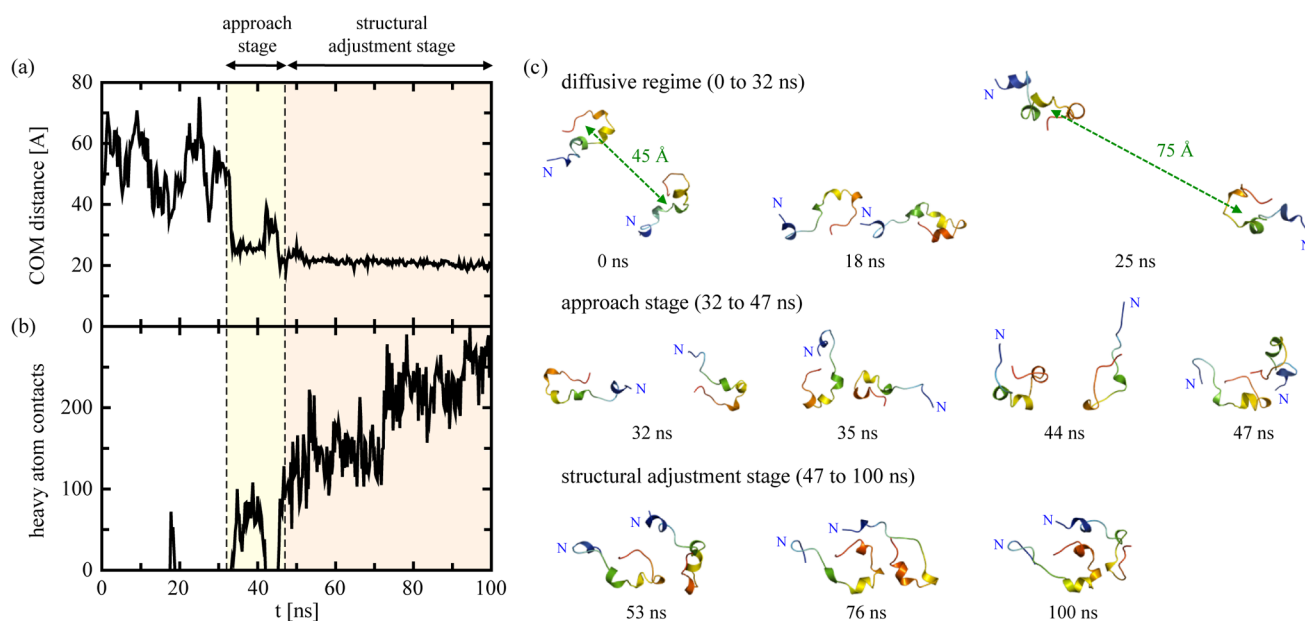 approach
stage
structural
adjustment stage
(a)
80
60
40
20
0
COM distance [A]
(b)
200
100
0
heavy atom contacts
0 20 40 60 80 100
t [ns]
(c)
diffusive regime (0 to 32 ns)
N
45 Å
N
0 ns
N
N
18 ns
N
75 Å
N
25 ns
approach stage (32 to 47 ns)
N
N
32 ns
N
N
35 ns
N
N
44 ns
N
N
47 ns
structural adjustment stage (47 to 100 ns)
N
N
53 ns
N
N
76 ns
N
N
100 ns